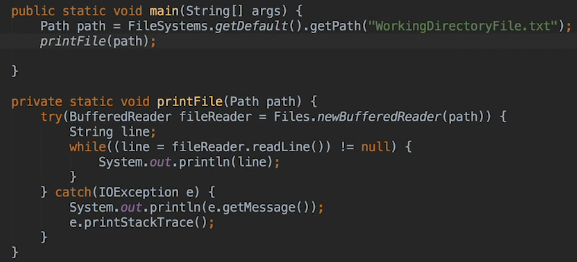 public static void main(String[] args) {
    Path path = FileSystems.getDefault().getPath("WorkingDirectoryFile.txt");
    printFile(path);
}
private static void printFile(Path path) {
    try(BufferedReader fileReader = Files.newBufferedReader(path)) {
        String line;
        while((line = fileReader.readLine()) != null) {
            System.out.println(line);
        }
    } catch(IOException e) {
        System.out.println(e.getMessage());
        e.printStackTrace();
    }
}